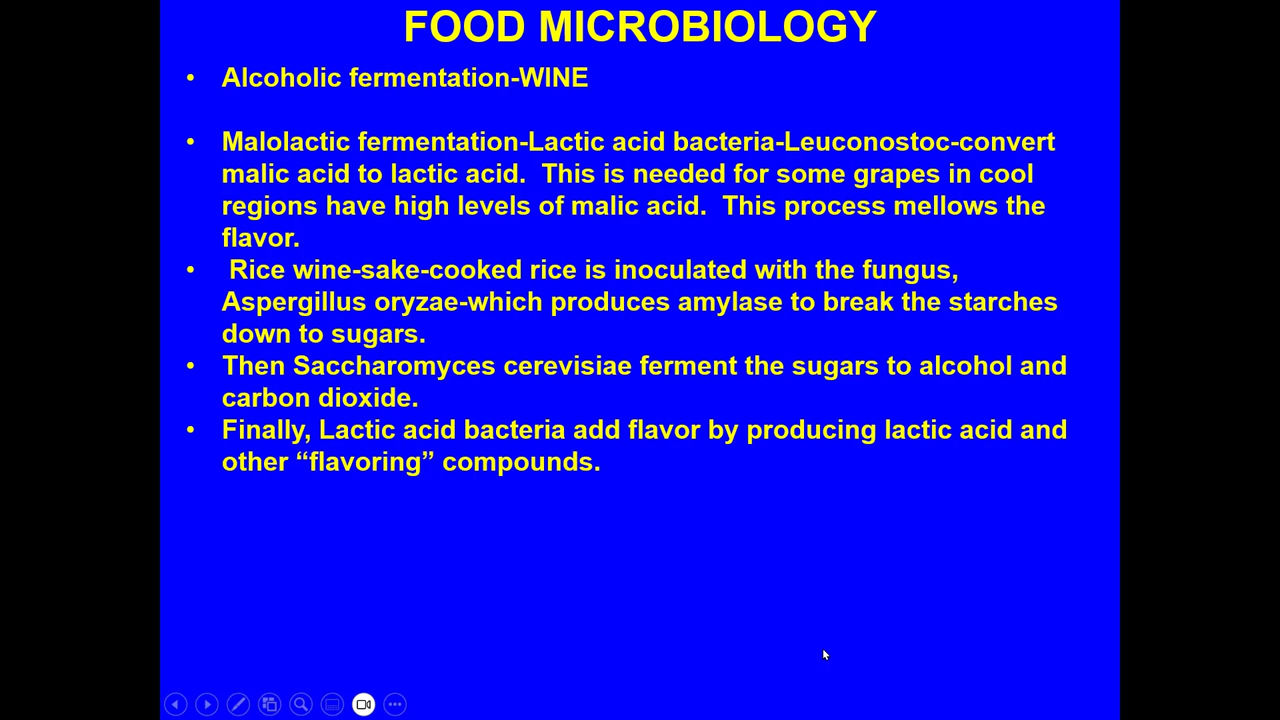 FOOD MICROBIOLOGY
• Alcoholic fermentation-WINE
• Malolactic fermentation-Lactic acid bacteria-Leuconostoc-convert
malic acid to lactic acid.  This is needed for some grapes in cool
regions have high levels of malic acid.  This process mellows the
flavor.
•  Rice wine-sake-cooked rice is inoculated with the fungus,
Aspergillus oryzae-which produces amylase to break the starches
down to sugars.
• Then Saccharomyces cerevisiae ferment the sugars to alcohol and
carbon dioxide.
• Finally, Lactic acid bacteria add flavor by producing lactic acid and
other “flavoring” compounds.